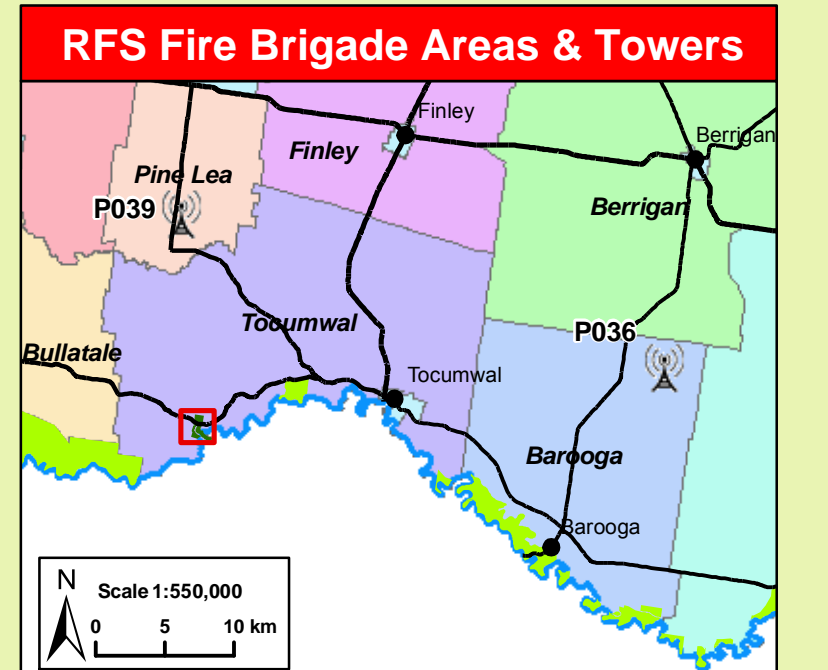 RFS Fire Brigade Areas & Towers
Finley
Berrigan
Finley
Pine Lea
P039
Berrigan
Tocumwal
P036
Bullatale
Tocumwal
Barooga
Barooga
N
Scale 1:550,000
0 5 10 km